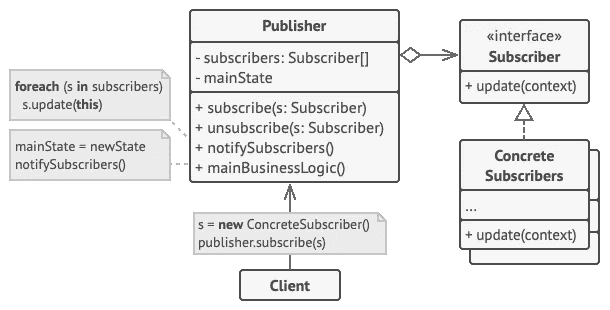 Publisher
- subscribers: Subscriber[]
- mainState
+ subscribe(s: Subscriber)
+ unsubscribe(s: Subscriber)
+ notifySubscribers()
+ mainBusinessLogic()
foreach (s in subscribers)
s.update(this)
mainState = newState
notifySubscribers()
«interface»
Subscriber
+ update(context)
Concrete
Subscribers
...
+ update(context)
s = new ConcreteSubscriber()
publisher.subscribe(s)
Client